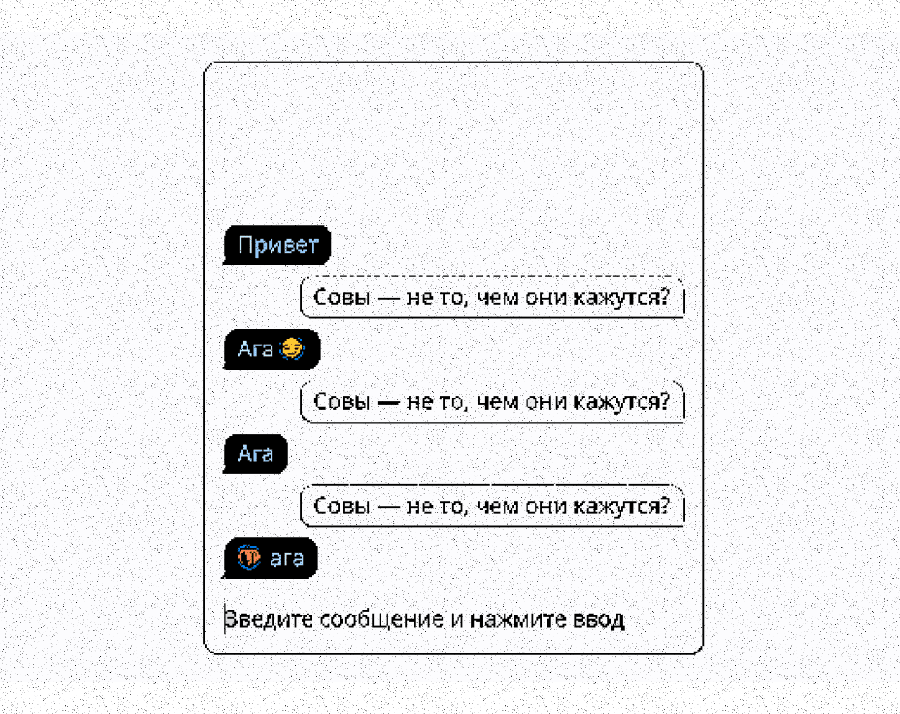 Привет
Совы — не то, чем они кажутся?
Ага 😏
Совы — не то, чем они кажутся?
Ага
Совы — не то, чем они кажутся?
ага
Введите сообщение и нажмите ввод